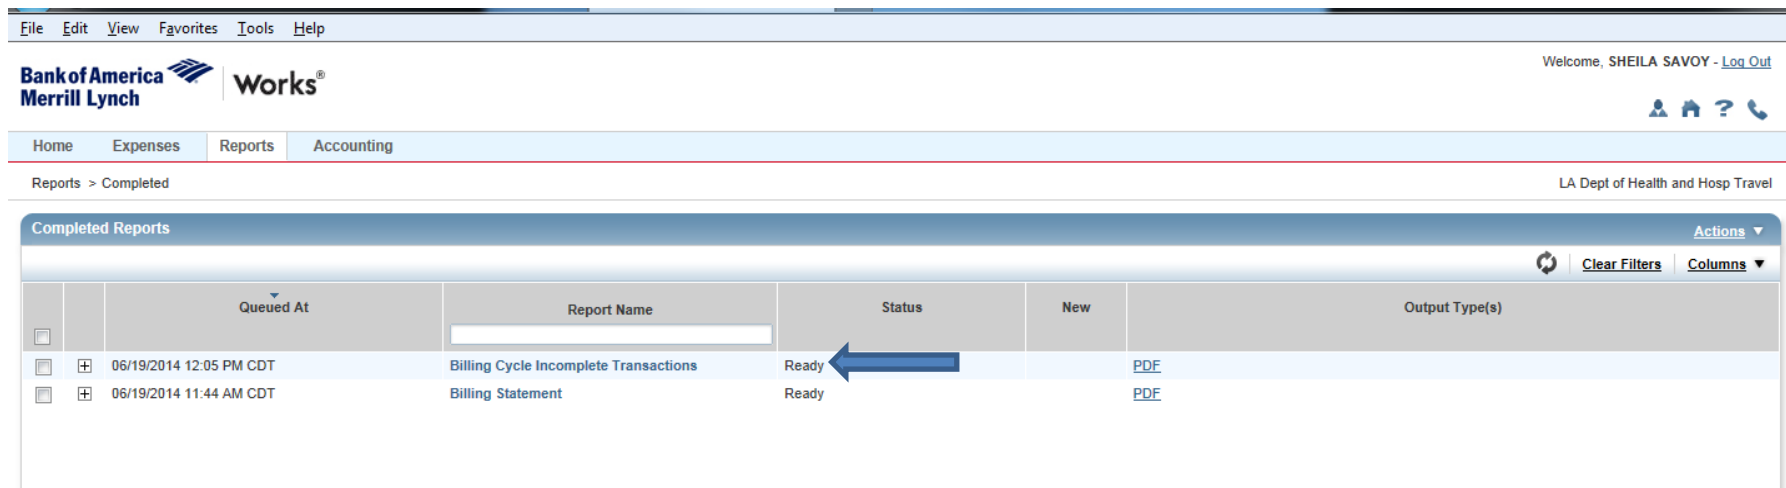 File Edit View Favorites Tools Help
Welcome, SHEILA SAVOY - Log Out
Bank of America
Merrill Lynch
Works®
Home Expenses Reports Accounting
Reports > Completed
LA Dept of Health and Hosp Travel
Completed Reports
Actions
Clear Filters Columns
Queued At Report Name Status New Output Type(s)
06/19/2014 12:05 PM CDT Billing Cycle Incomplete Transactions Ready PDF
06/19/2014 11:44 AM CDT Billing Statement Ready PDF